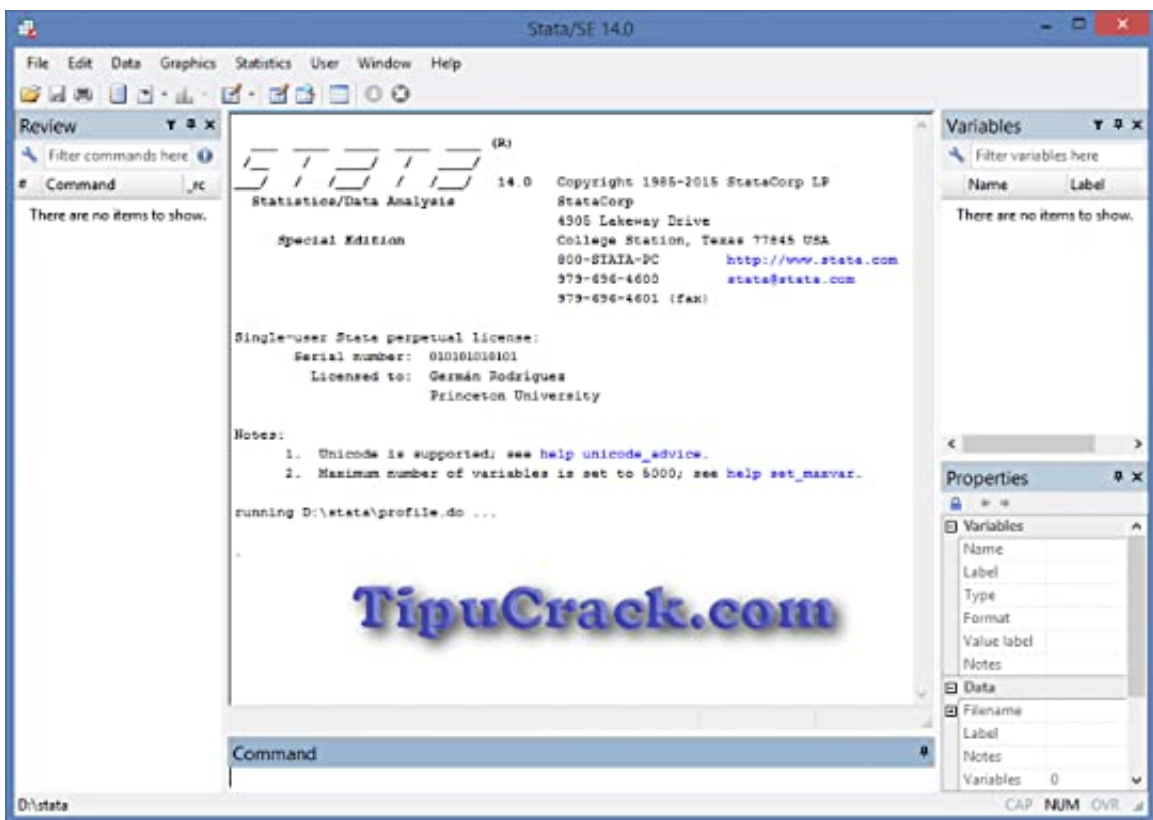 Stata/SE 14.0
File Edit Data Graphics Statistics User Window Help
Review
Filter commands here
# Command _rc
There are no items to show.
(R)
STATA 14.0 Copyright 1985-2015 StataCorp LP
Statistics/Data Analysis StataCorp
4905 Lakeway Drive
Special Edition College Station, Texas 77845 USA
800-STATA-PC http://www.stata.com
979-696-4600 stata@stata.com
979-696-4601 (fax)
Single-user Stata perpetual license:
Serial number: 010101010101
Licensed to: Germán Rodríguez
Princeton University
Notes:
1. Unicode is supported; see help unicode_advice.
2. Maximum number of variables is set to 5000; see help set_maxvar.
running D:\stata\profile.do ...
.
TipuCrack.com
Command
Variables
Filter variables here
Name Label
There are no items to show.
Properties
Variables
Name
Label
Type
Format
Value label
Notes
Data
Filename
Label
Notes
Variables 0
D:\stata
CAP NUM OVR